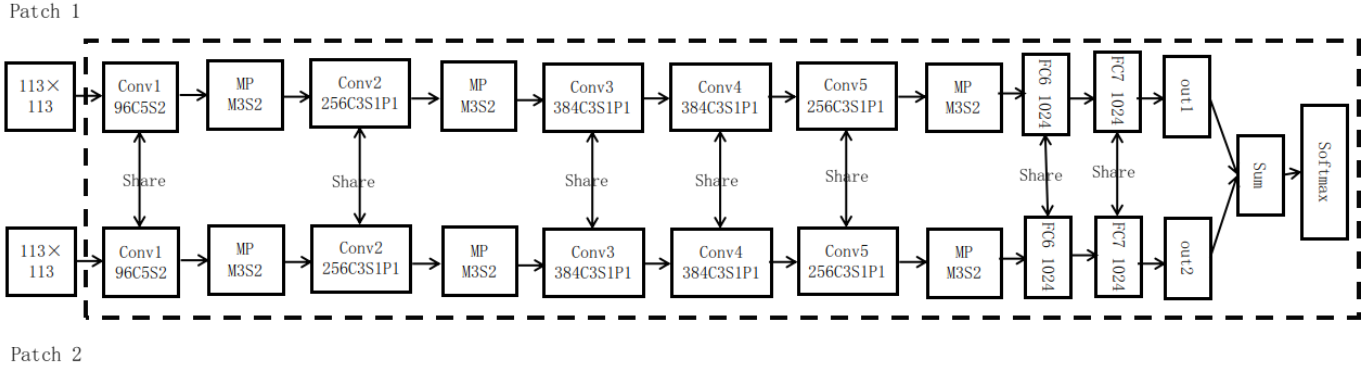 Patch 1
113×
113
Conv1
96C5S2
MP
M3S2
Conv2
256C3S1P1
MP
M3S2
Conv3
384C3S1P1
Conv4
384C3S1P1
Conv5
256C3S1P1
MP
M3S2
FC6 1024
FC7 1024
out1
Share
Share
Share
Share
Share
Share
Share
Sum
Softmax
113×
113
Conv1
96C5S2
MP
M3S2
Conv2
256C3S1P1
MP
M3S2
Conv3
384C3S1P1
Conv4
384C3S1P1
Conv5
256C3S1P1
MP
M3S2
FC6 1024
FC7 1024
out2
Patch 2